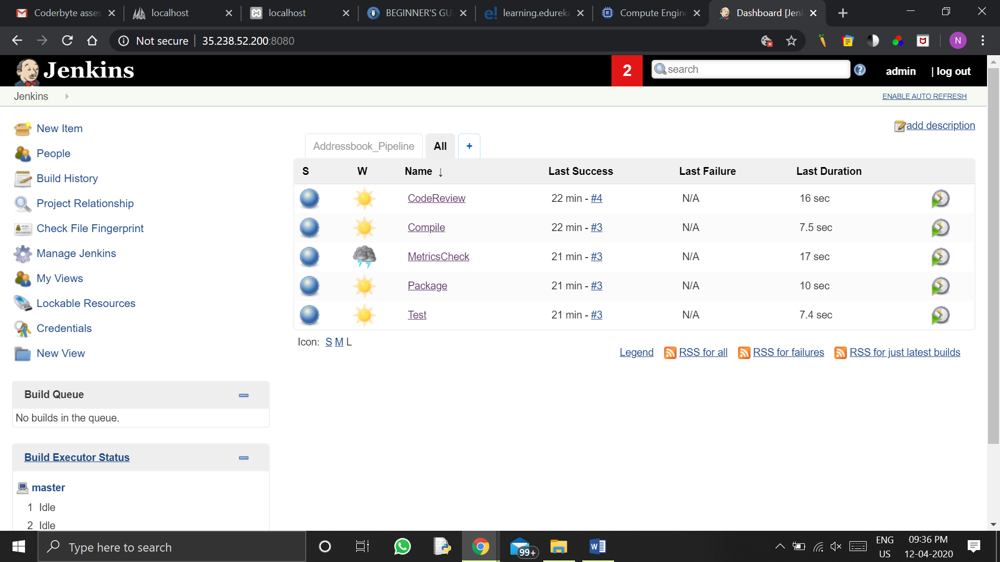 Coderbyte asses
localhost
localhost
BEGINNER'S GU
learning.edureka
Compute Engin
Dashboard [Jenk
Not secure 35.238.52.200:8080
N
Jenkins
2
search
admin | log out
Jenkins
ENABLE AUTO REFRESH
New Item
People
Build History
Project Relationship
Check File Fingerprint
Manage Jenkins
My Views
Lockable Resources
Credentials
New View
Build Queue
No builds in the queue.
Build Executor Status
master
1 Idle
2 Idle
add description
Addressbook_Pipeline All +
S W Name ↓ Last Success Last Failure Last Duration
CodeReview 22 min - #4 N/A 16 sec
Compile 22 min - #3 N/A 7.5 sec
MetricsCheck 21 min - #3 N/A 17 sec
Package 21 min - #3 N/A 10 sec
Test 21 min - #3 N/A 7.4 sec
Icon: S M L
Legend RSS for all RSS for failures RSS for just latest builds
Type here to search
99+
ENG
US
09:36 PM
12-04-2020